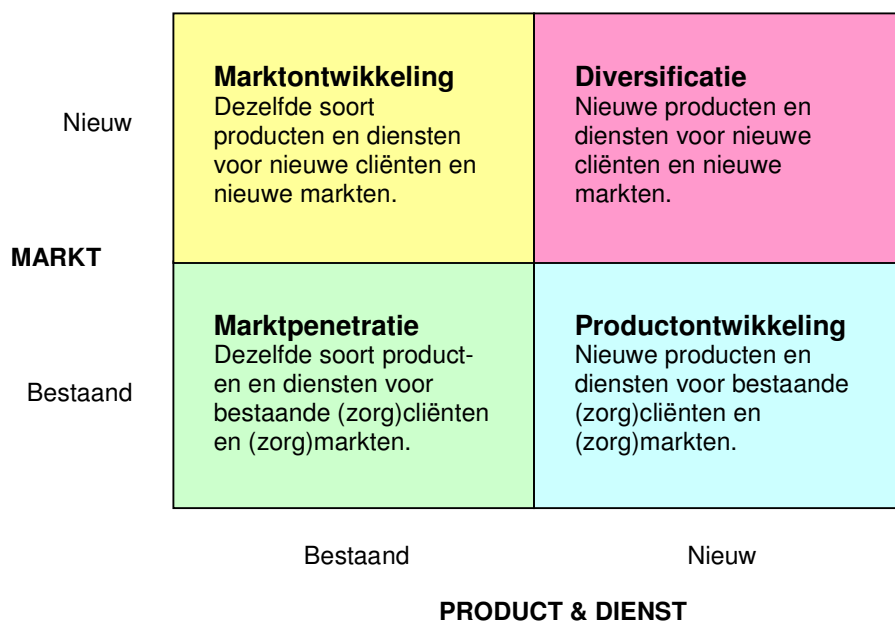 Marktontwikkeling
Dezelfde soort
producten en diensten
voor nieuwe cliënten en
nieuwe markten.
Diversificatie
Nieuwe producten en
diensten voor nieuwe
cliënten en nieuwe
markten.
Nieuw
MARKT
Marktpenetratie
Dezelfde soort product-
en en diensten voor
bestaande (zorg)cliënten
en (zorg)markten.
Productontwikkeling
Nieuwe producten en
diensten voor bestaande
(zorg)cliënten en
(zorg)markten.
Bestaand
Bestaand
Nieuw
PRODUCT & DIENST